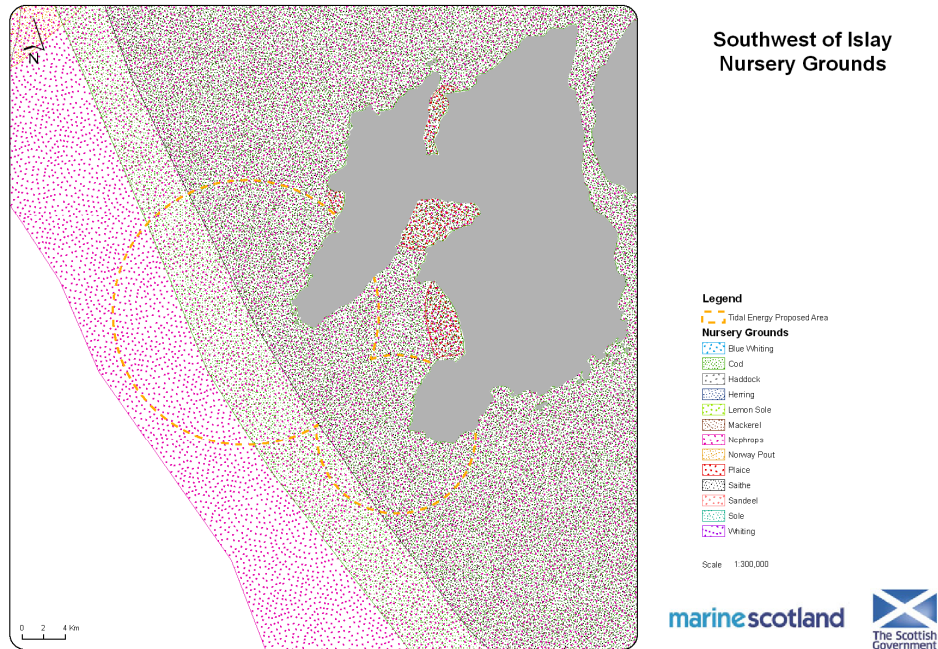 Southwest of Islay
Nursery Grounds
N
Legend
Tidal Energy Proposed Area
Nursery Grounds
Blue Whiting
Cod
Haddock
Herring
Lemon Sole
Mackerel
Nephrops
Norway Pout
Plaice
Saithe
Sandeel
Sole
Whiting
Scale 1:300,000
0 2 4 Km
marinescotland
The Scottish
Government